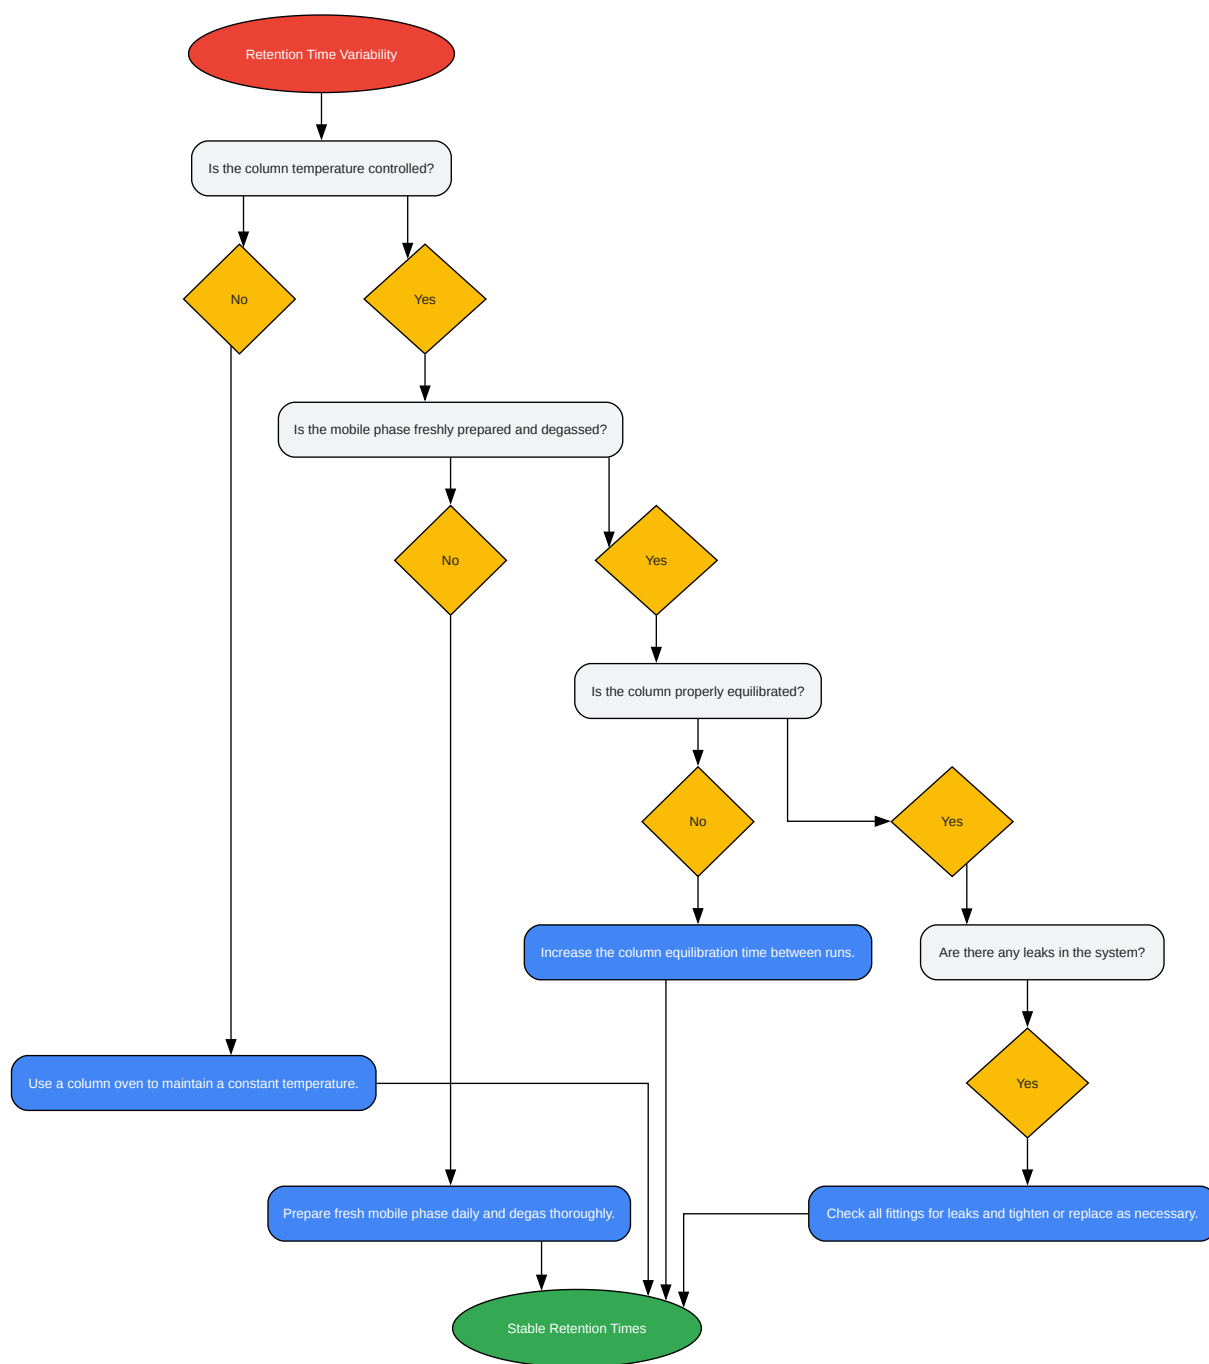 Retention Time Variability
Is the column temperature controlled?
No
Yes
Is the mobile phase freshly prepared and degassed?
No
Yes
Is the column properly equilibrated?
No
Yes
Increase the column equilibration time between runs.
Are there any leaks in the system?
Use a column oven to maintain a constant temperature.
Yes
Prepare fresh mobile phase daily and degas thoroughly.
Check all fittings for leaks and tighten or replace as necessary.
Stable Retention Times